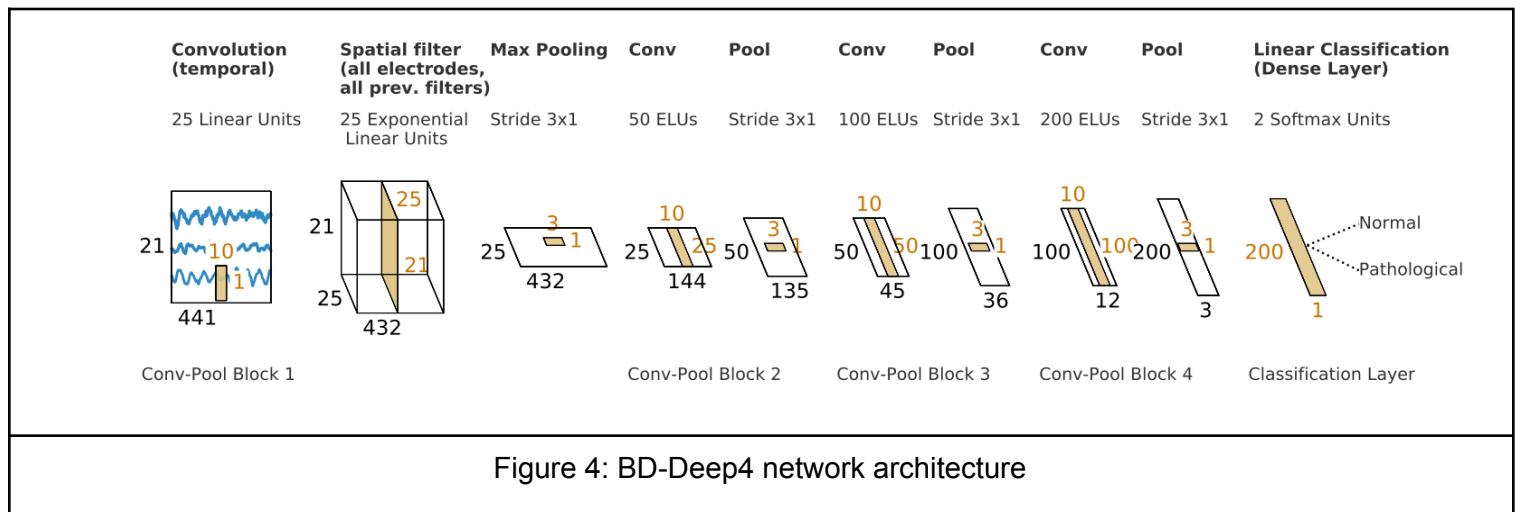 Convolution
(temporal)
Spatial filter
(all electrodes,
all prev. filters)
Max Pooling
Conv
Pool
Conv
Pool
Conv
Pool
Linear Classification
(Dense Layer)
25 Linear Units
25 Exponential
Linear Units
Stride 3x1
50 ELUs
Stride 3x1
100 ELUs
Stride 3x1
200 ELUs
Stride 3x1
2 Softmax Units
21
10
1
441
21
25
21
25
432
3
1
25
432
10
25
25
144
3
1
50
135
10
50
50
45
3
1
100
36
10
100
100
12
3
1
200
3
200
1
Normal
Pathological
Conv-Pool Block 1
Conv-Pool Block 2
Conv-Pool Block 3
Conv-Pool Block 4
Classification Layer
Figure 4: BD-Deep4 network architecture